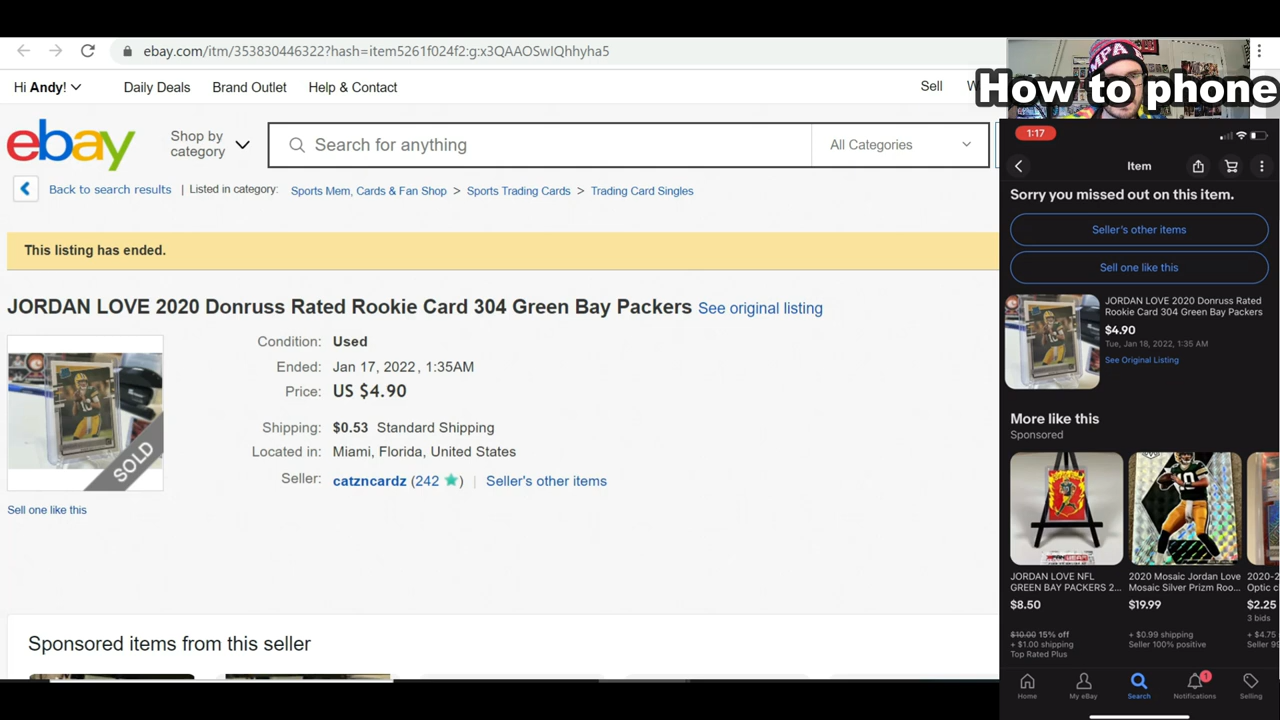 ebay.com/itm/353830446322?hash=item5261f024f2:g:x3QAAOSwIQhhyha5
Hi Andy!
Daily Deals
Brand Outlet
Help & Contact
Sell
How to phone
ebay
Shop by
category
Search for anything
All Categories
Back to search results
Listed in category:
Sports Mem, Cards & Fan Shop > Sports Trading Cards > Trading Card Singles
This listing has ended.
JORDAN LOVE 2020 Donruss Rated Rookie Card 304 Green Bay Packers See original listing
SOLD
Condition: Used
Ended: Jan 17, 2022 , 1:35AM
Price: US $4.90
Shipping: $0.53 Standard Shipping
Located in: Miami, Florida, United States
Seller: catzncardz (242 ) | Seller's other items
Sell one like this
Sponsored items from this seller
MPA
1:17
Item
Sorry you missed out on this item.
Seller's other items
Sell one like this
JORDAN LOVE 2020 Donruss Rated
Rookie Card 304 Green Bay Packers
$4.90
Tue, Jan 18, 2022, 1:35 AM
See Original Listing
More like this
Sponsored
JORDAN LOVE NFL
GREEN BAY PACKERS 2...
$8.50
$10.00 15% off
+ $1.00 shipping
Top Rated Plus
2020 Mosaic Jordan Love
Mosaic Silver Prizm Roo...
$19.99
+ $0.99 shipping
Seller 100% positive
2020-2
Optic c
$2.25
3 bids
+ $4.75
Seller 99
Home
My eBay
Search
1
Notifications
Selling